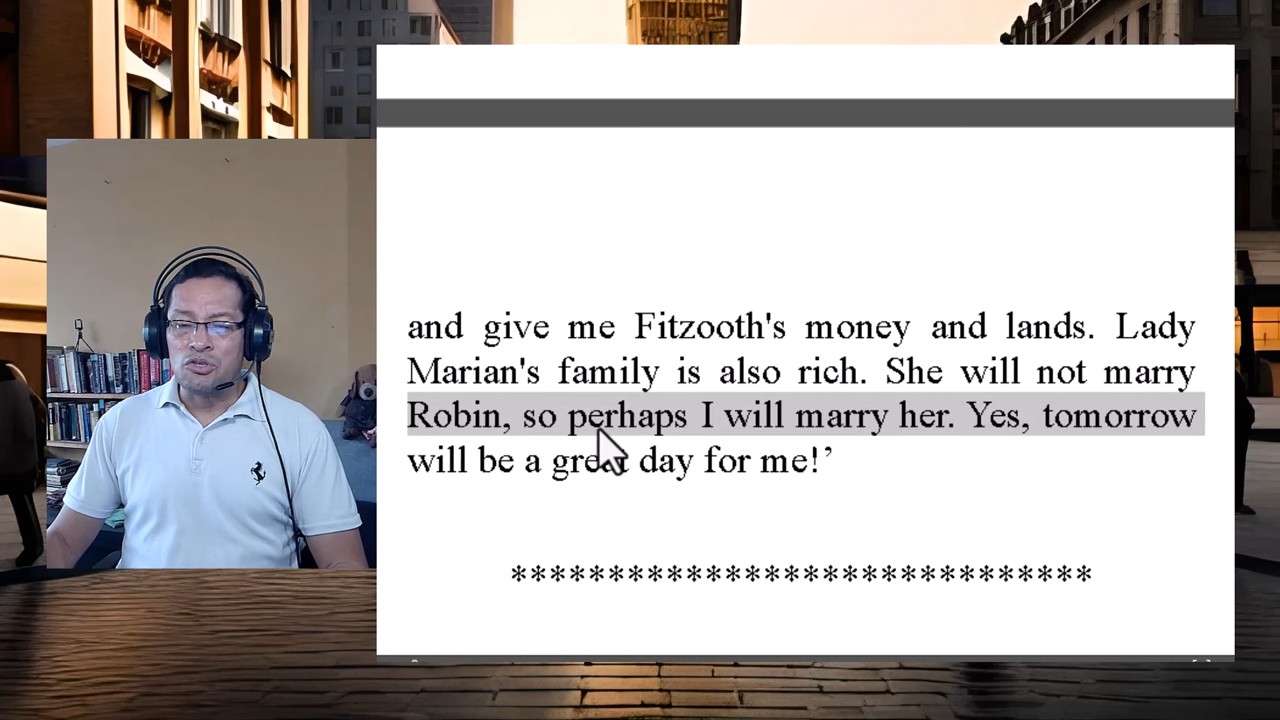 and give me Fitzooth's money and lands. Lady
Marian's family is also rich. She will not marry
Robin, so perhaps I will marry her. Yes, tomorrow
will be a great day for me!’
*******************************